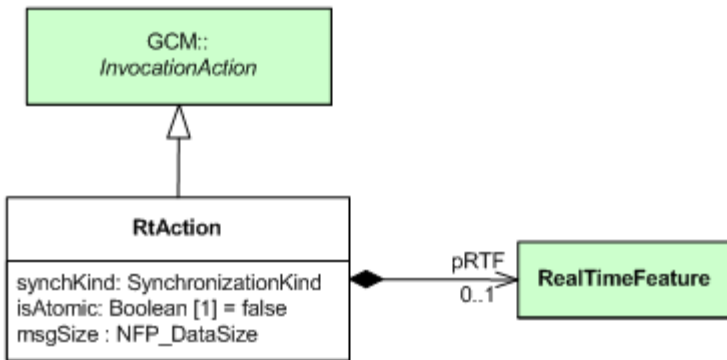 GCM::
InvocationAction
RtAction
synchKind: SynchronizationKind
isAtomic: Boolean [1] = false
msgSize : NFP_DataSize
pRTF
0..1
RealTimeFeature